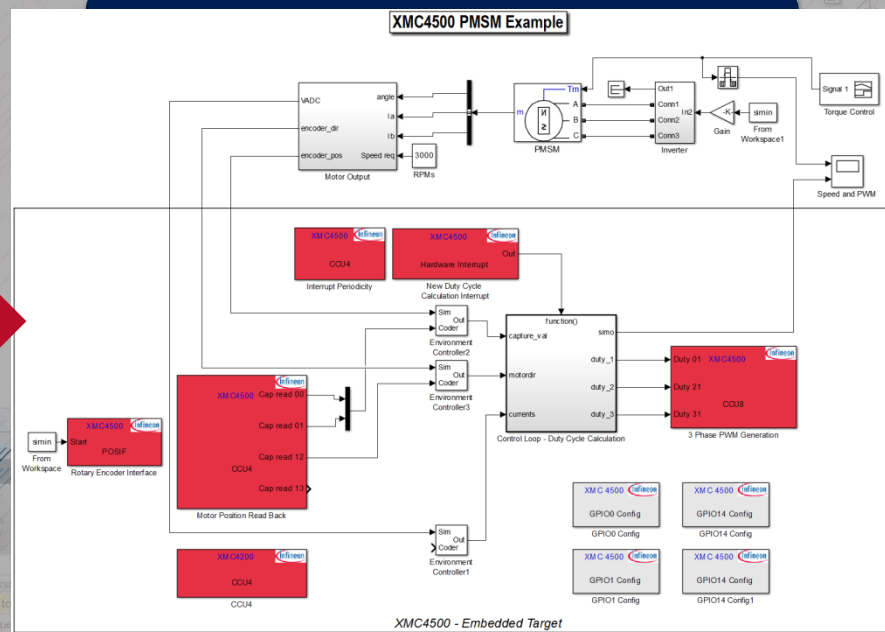 XMC4500 PMSM Example
VADC
encoder_dir
encoder_pos
angle
Ia
Ib
Speed req
Motor Output
3000
RPMs
m
Tm
A
B
C
N
S
PMSM
Out1
Conn1
Conn2
Conn3
In2
Inverter
-K-
Gain
simin
From
Workspace1
Signal 1
Torque Control
Speed and PWM
XMC4500 Infineon
CCU4
Interrupt Periodicity
XMC4500 Infineon
Hardware Interrupt
Out
New Duty Cycle
Calculation Interrupt
Sim
Coder
Out
Environment
Controller2
Sim
Coder
Out
Environment
Controller3
function()
capture_val
motordir
currents
simo
duty_1
duty_2
duty_3
Control Loop - Duty Cycle Calculation
Infineon
Duty 01 XMC4500
Duty 21
Duty 31
CCU8
3 Phase PWM Generation
simin
From
Workspace
XMC4500 Infineon
Start
POSIF
Rotary Encoder Interface
Infineon
XMC4500 Cap read 00
Cap read 01
Cap read 12
CCU4
Cap read 13
Motor Position Read Back
XMC4200 Infineon
CCU4
CCU4
Sim
Coder
Out
Environment
Controller1
XMC 4500 Infineon
GPIO0 Config
GPIO0 Config
XMC 4500 Infineon
GPIO14 Config
GPIO14 Config
XMC 4500 Infineon
GPIO1 Config
GPIO1 Config
XMC 4500 Infineon
GPIO14 Config
GPIO14 Config1
XMC4500 - Embedded Target